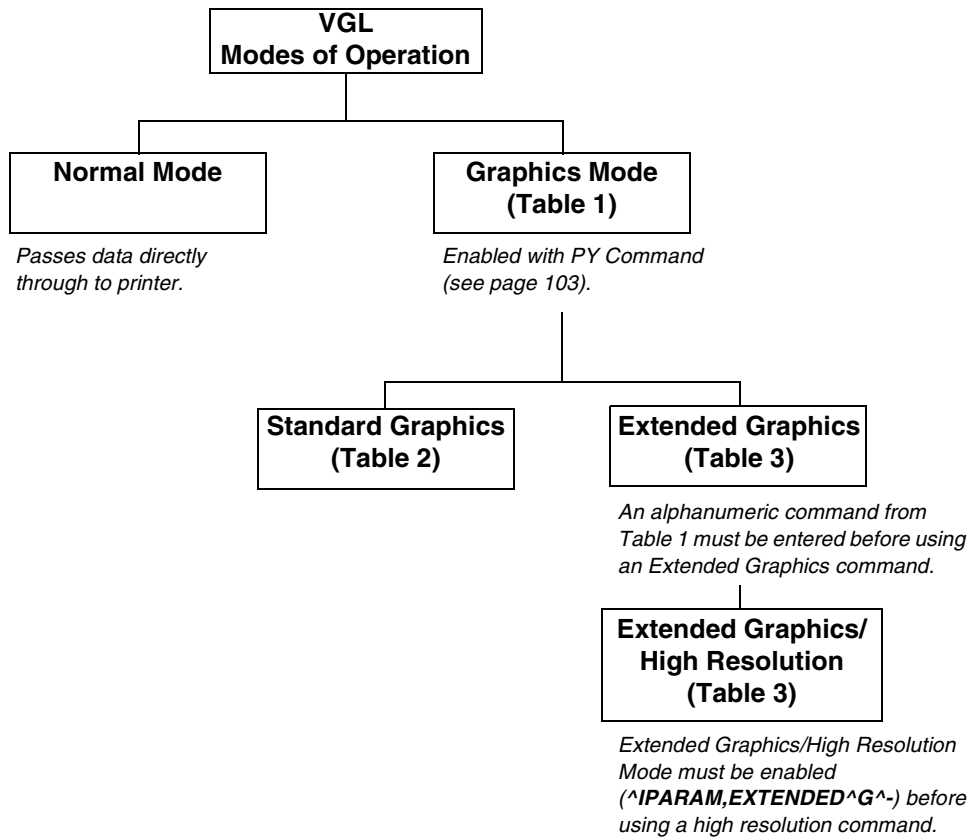 VGL
Modes of Operation
Normal Mode
Passes data directly
through to printer.
Graphics Mode
(Table 1)
Enabled with PY Command
(see page 103).
Standard Graphics
(Table 2)
Extended Graphics
(Table 3)
An alphanumeric command from
Table 1 must be entered before using
an Extended Graphics command.
Extended Graphics/
High Resolution
(Table 3)
Extended Graphics/High Resolution
Mode must be enabled
(^IPARAM,EXTENDED^G^-) before
using a high resolution command.